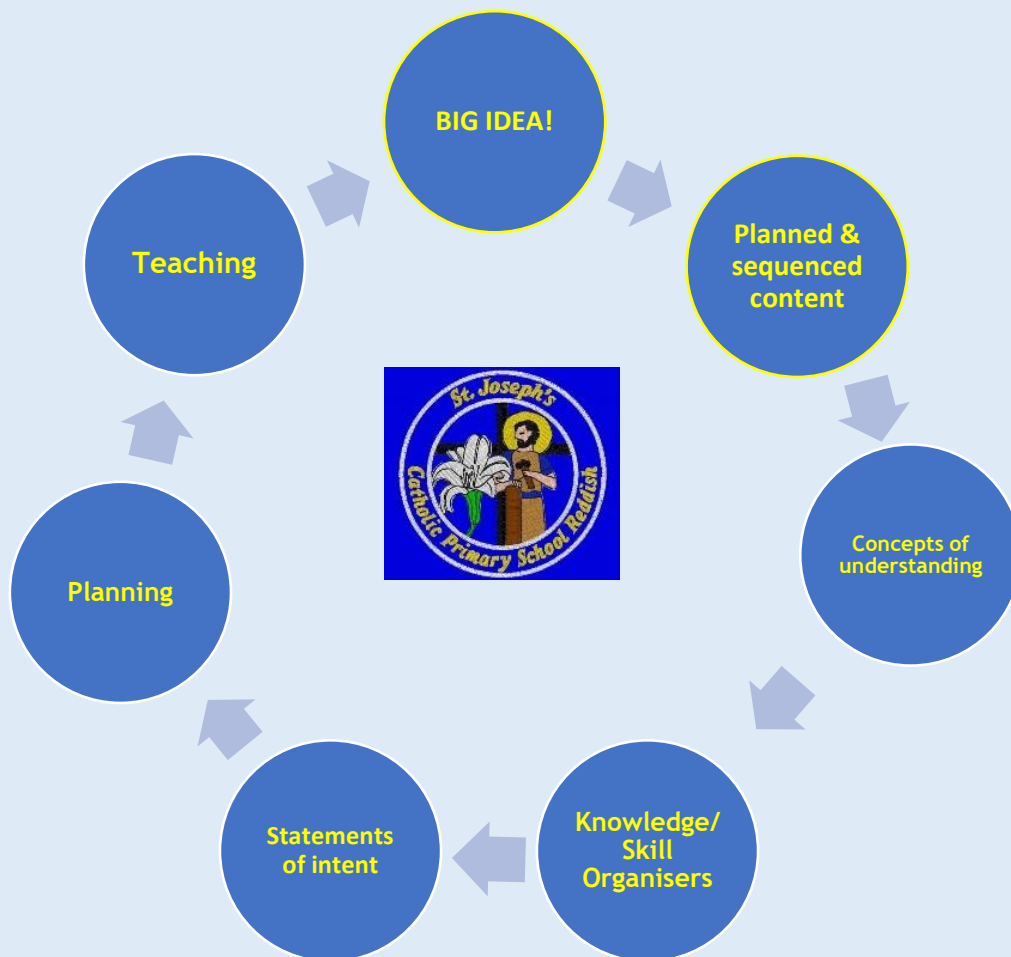 BIG IDEA!
Planned &
sequenced
content
Concepts of
understanding
Knowledge/
Skill
Organisers
Statements
of intent
Planning
Teaching
St. Joseph's
Catholic Primary School Reddish